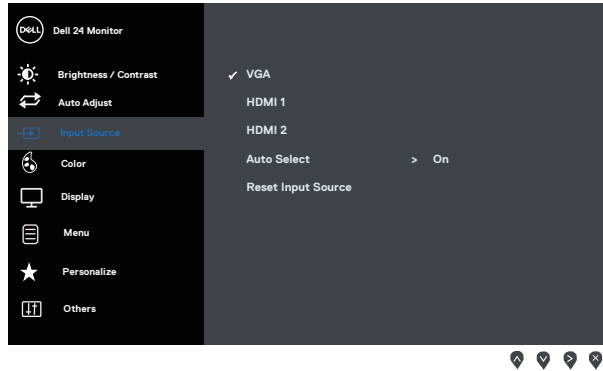 DELL Dell 24 Monitor
Brightness / Contrast
Auto Adjust
Input Source
Color
Display
Menu
Personalize
Others
✓ VGA
HDMI 1
HDMI 2
Auto Select > On
Reset Input Source